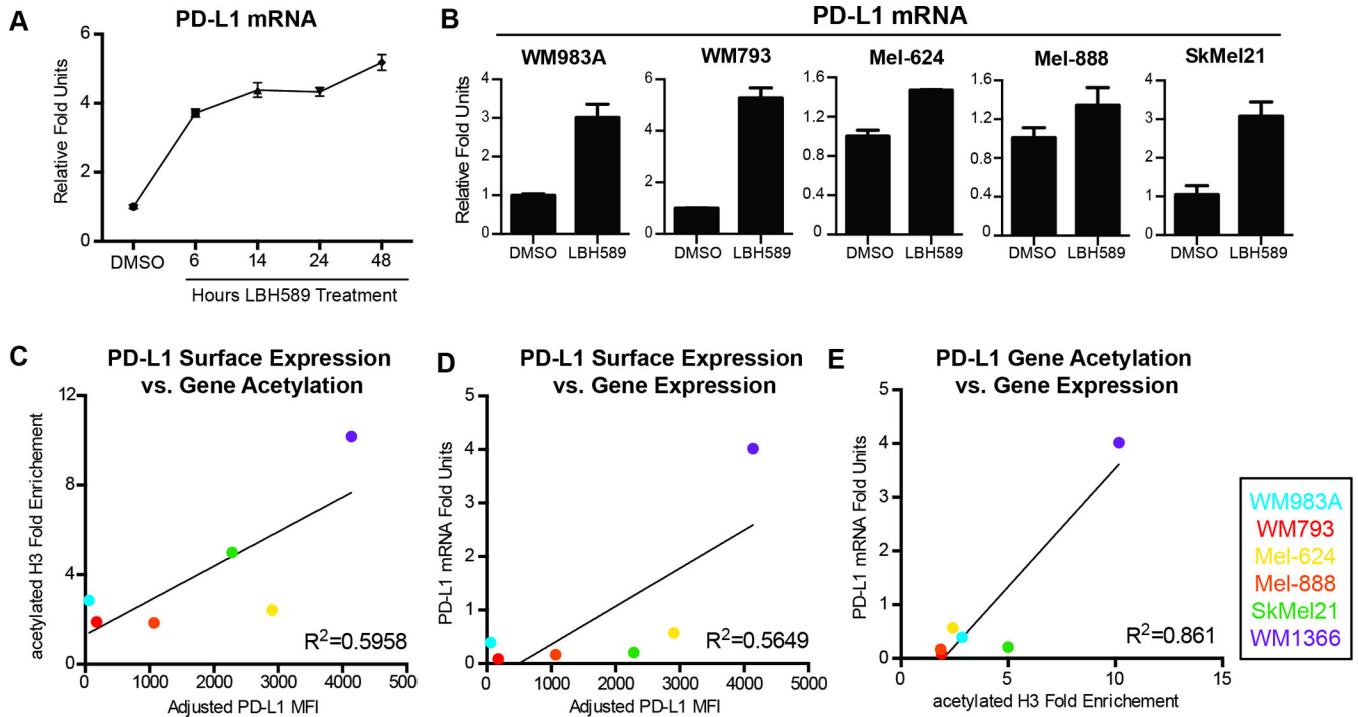 A
PD-L1 mRNA
Relative Fold Units
6
4
2
0
DMSO
6 14 24 48
Hours LBH589 Treatment
B
PD-L1 mRNA
WM983A
Relative Fold Units
4
3
2
1
0
DMSO LBH589
WM793
6
4
2
0
DMSO LBH589
Mel-624
1.6
1.2
0.8
0.4
0
DMSO LBH589
Mel-888
1.6
1.2
0.8
0.4
0
DMSO LBH589
SkMel21
4
3
2
1
0
DMSO LBH589
C
PD-L1 Surface Expression
vs. Gene Acetylation
acetylated H3 Fold Enrichement
12
8
4
0
R²=0.5958
0 1000 2000 3000 4000 5000
Adjusted PD-L1 MFI
D
PD-L1 Surface Expression
vs. Gene Expression
PD-L1 mRNA Fold Units
5
4
3
2
1
0
R²=0.5649
0 1000 2000 3000 4000 5000
Adjusted PD-L1 MFI
E
PD-L1 Gene Acetylation
vs. Gene Expression
PD-L1 mRNA Fold Units
5
4
3
2
1
0
R²=0.861
0 5 10 15
acetylated H3 Fold Enrichement
WM983A
WM793
Mel-624
Mel-888
SkMel21
WM1366